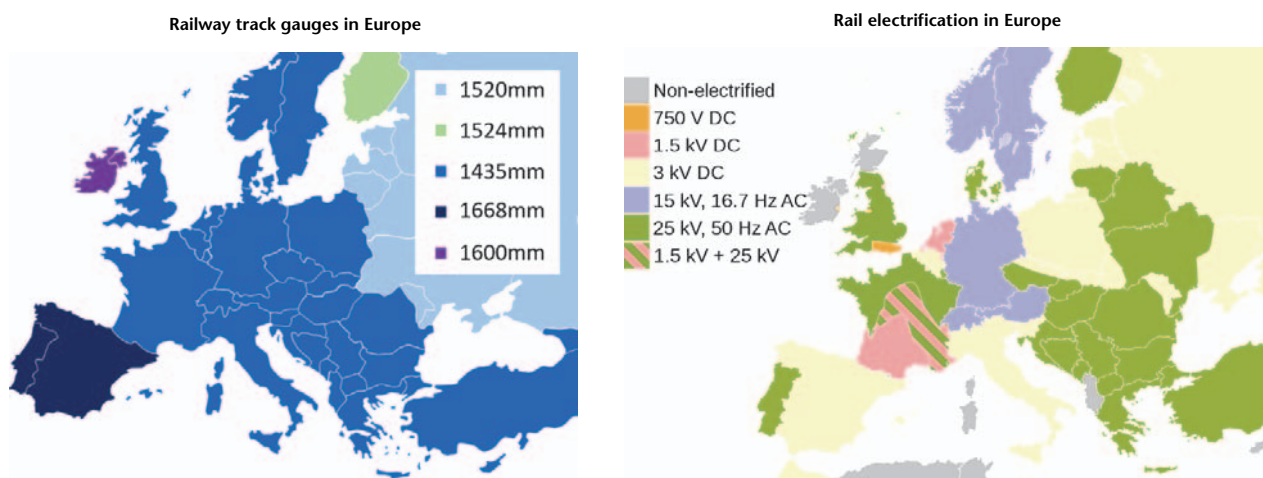 Railway track gauges in Europe
1520mm
1524mm
1435mm
1668mm
1600mm
Rail electrification in Europe
Non-electrified
750 V DC
1.5 kV DC
3 kV DC
15 kV, 16.7 Hz AC
25 kV, 50 Hz AC
1.5 kV + 25 kV